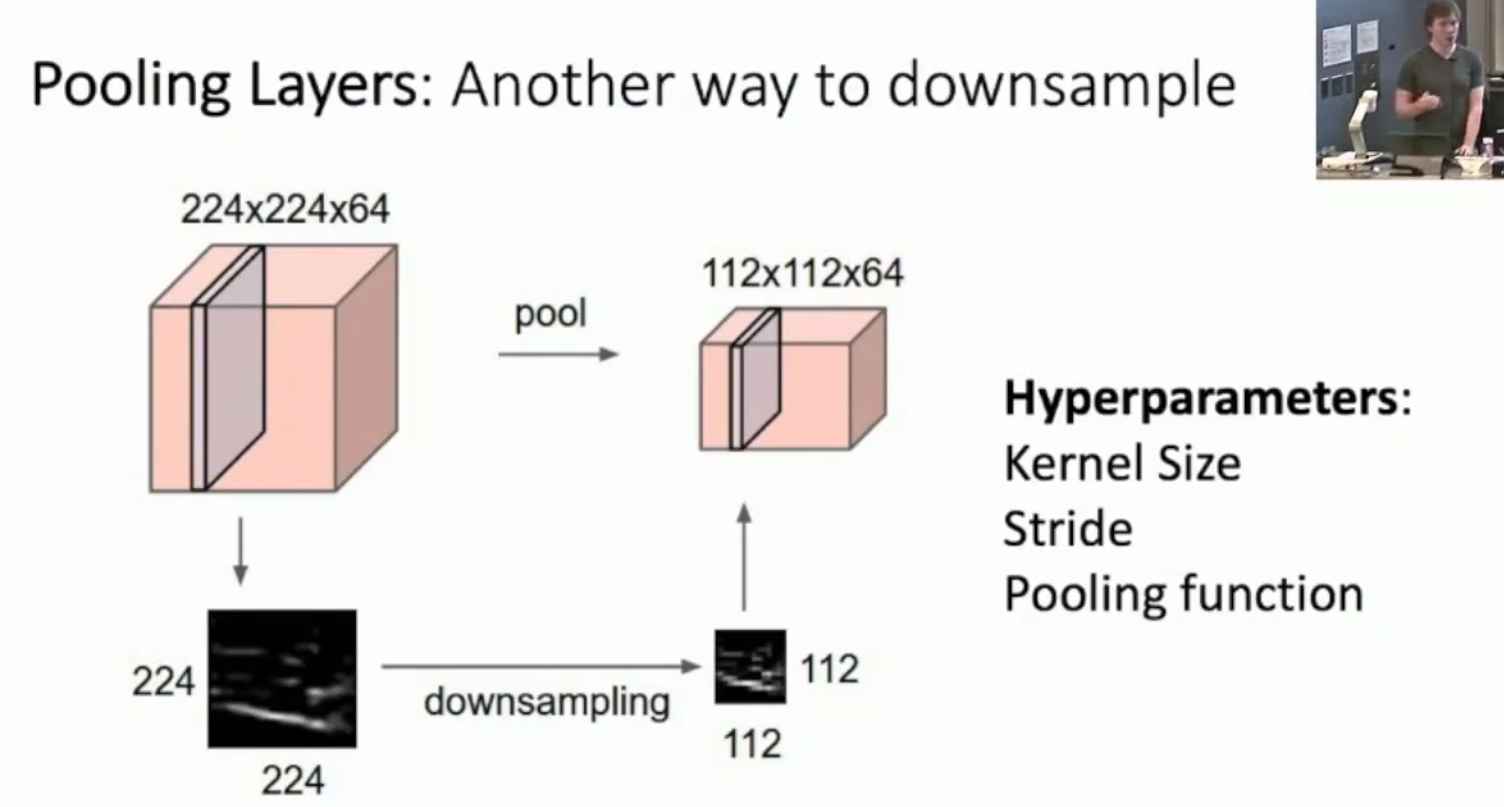 Pooling Layers: Another way to downsample
224x224x64
pool
112x112x64
224
224
downsampling
112
112
Hyperparameters:
Kernel Size
Stride
Pooling function